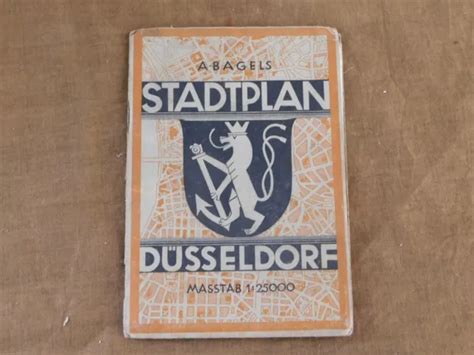 A·BAGELS
STADTPLAN
DÜSSELDORF
MASSTAB 1:25000